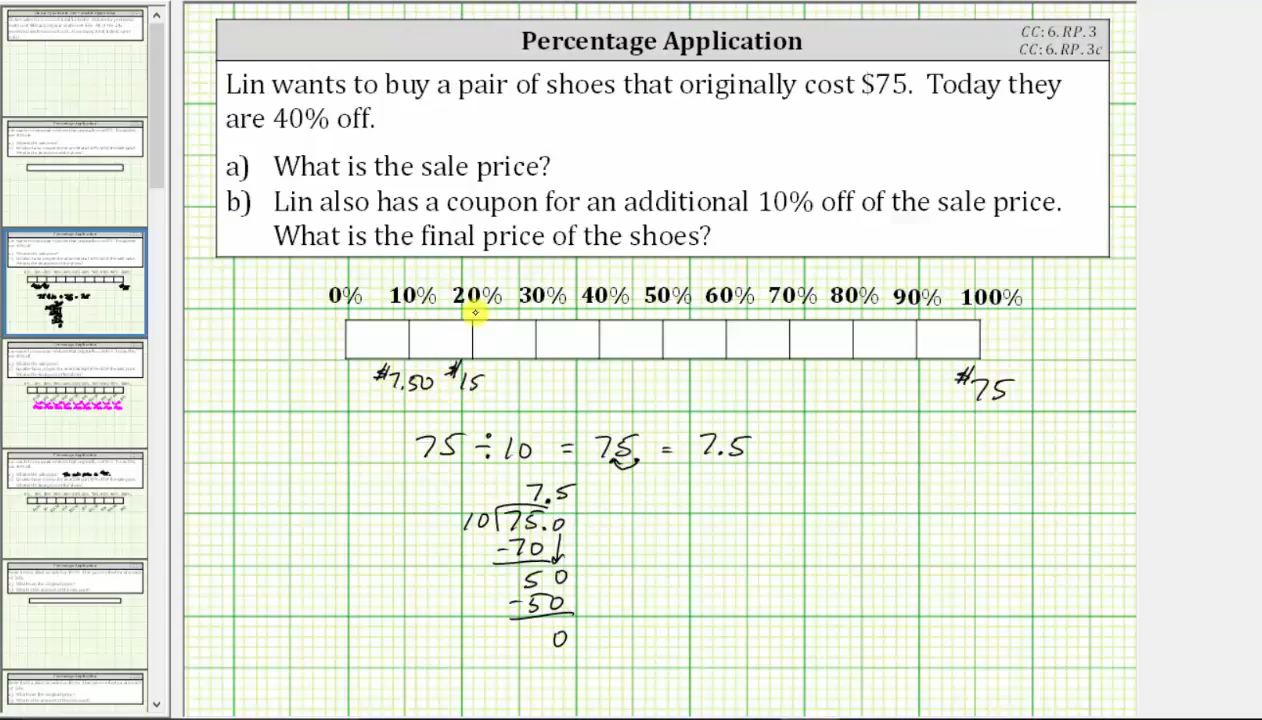 Percentage Application
CC: 6.RP.3
CC: 6.RP.3c
Lin wants to buy a pair of shoes that originally cost $75. Today they
are 40% off.
a) What is the sale price?
b) Lin also has a coupon for an additional 10% off of the sale price.
What is the final price of the shoes?
0% 10% 20% 30% 40% 50% 60% 70% 80% 90% 100%
$7.50 $15 $75
75 ÷ 10 = 75. = 7.5
7.5
10 75.0
-70
50
-50
0